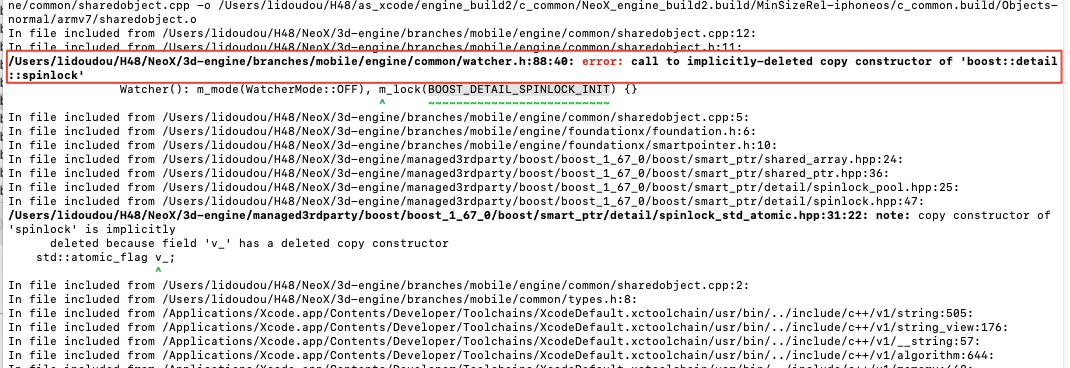 ne/common/sharedobject.cpp -o /Users/lidoudou/H48/as_xcode/engine_build2/c_common/NeoX_engine_build2.build/MinSizeRel-iphoneos/c_common.build/Objects-
normal/armv7/sharedobject.o
In file included from /Users/lidoudou/H48/NeoX/3d-engine/branches/mobile/engine/common/sharedobject.cpp:12:
In file included from /Users/lidoudou/H48/NeoX/3d-engine/branches/mobile/engine/common/sharedobject.h:11:
/Users/lidoudou/H48/NeoX/3d-engine/branches/mobile/engine/common/watcher.h:88:40: error: call to implicitly-deleted copy constructor of 'boost::detail
::spinlock'
Watcher(): m_mode(WatcherMode::OFF), m_lock(BOOST_DETAIL_SPINLOCK_INIT) {}
^ ~~~~~~~~~~~~~~~~~~~~~~~~~~
In file included from /Users/lidoudou/H48/NeoX/3d-engine/branches/mobile/engine/common/sharedobject.cpp:5:
In file included from /Users/lidoudou/H48/NeoX/3d-engine/branches/mobile/engine/foundationx/foundation.h:6:
In file included from /Users/lidoudou/H48/NeoX/3d-engine/branches/mobile/engine/foundationx/smartpointer.h:10:
In file included from /Users/lidoudou/H48/NeoX/3d-engine/managed3rdparty/boost/boost_1_67_0/boost/smart_ptr/shared_array.hpp:24:
In file included from /Users/lidoudou/H48/NeoX/3d-engine/managed3rdparty/boost/boost_1_67_0/boost/smart_ptr/shared_ptr.hpp:36:
In file included from /Users/lidoudou/H48/NeoX/3d-engine/managed3rdparty/boost/boost_1_67_0/boost/smart_ptr/detail/spinlock_pool.hpp:25:
In file included from /Users/lidoudou/H48/NeoX/3d-engine/managed3rdparty/boost/boost_1_67_0/boost/smart_ptr/detail/spinlock.hpp:47:
/Users/lidoudou/H48/NeoX/3d-engine/managed3rdparty/boost/boost_1_67_0/boost/smart_ptr/detail/spinlock_std_atomic.hpp:31:22: note: copy constructor of
'spinlock' is implicitly
deleted because field 'v_' has a deleted copy constructor
std::atomic_flag v_;
^
In file included from /Users/lidoudou/H48/NeoX/3d-engine/branches/mobile/engine/common/sharedobject.cpp:2:
In file included from /Users/lidoudou/H48/NeoX/3d-engine/branches/mobile/common/types.h:8:
In file included from /Applications/Xcode.app/Contents/Developer/Toolchains/XcodeDefault.xctoolchain/usr/bin/../include/c++/v1/string:505:
In file included from /Applications/Xcode.app/Contents/Developer/Toolchains/XcodeDefault.xctoolchain/usr/bin/../include/c++/v1/string_view:176:
In file included from /Applications/Xcode.app/Contents/Developer/Toolchains/XcodeDefault.xctoolchain/usr/bin/../include/c++/v1/__string:57:
In file included from /Applications/Xcode.app/Contents/Developer/Toolchains/XcodeDefault.xctoolchain/usr/bin/../include/c++/v1/algorithm:644: